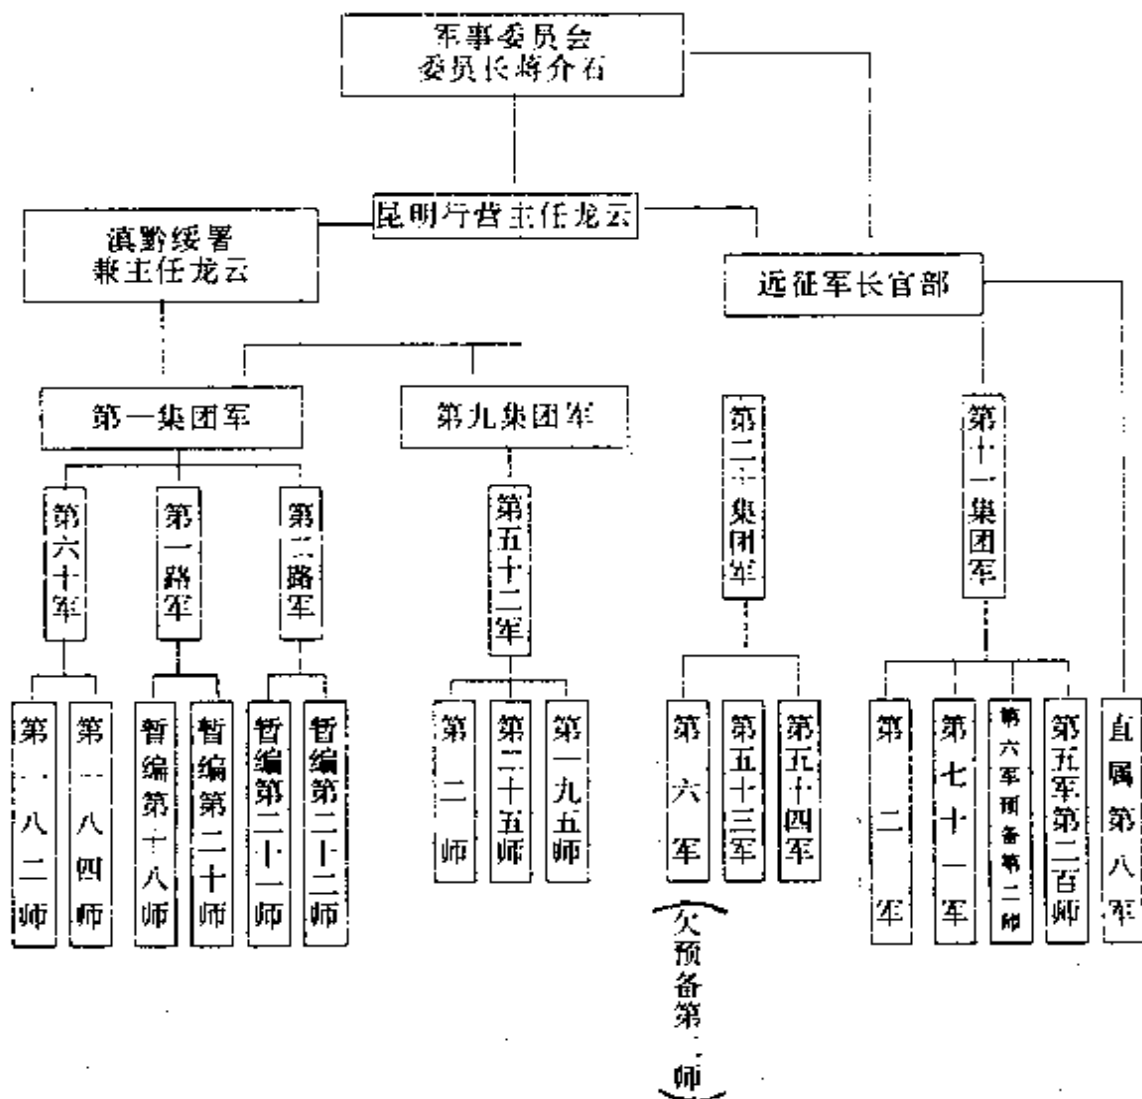 军事委员会
委员长蒋介石
昆明行营主任龙云
滇黔绥署
兼主任龙云
远征军长官部
第一集团军
第九集团军
第二十集团军
第十一集团军
第六十军
第一路军
第二路军
第五十二军
第一八二师
第一八四师
暂编第十八师
暂编第二十师
暂编第二十一师
暂编第二十二师
第二师
第二十五师
第一九五师
第六军
(欠预备第二师)
第五十三军
第五十四军
第二军
第七十一军
第六军预备第二师
第五军第二百师
直属第八军